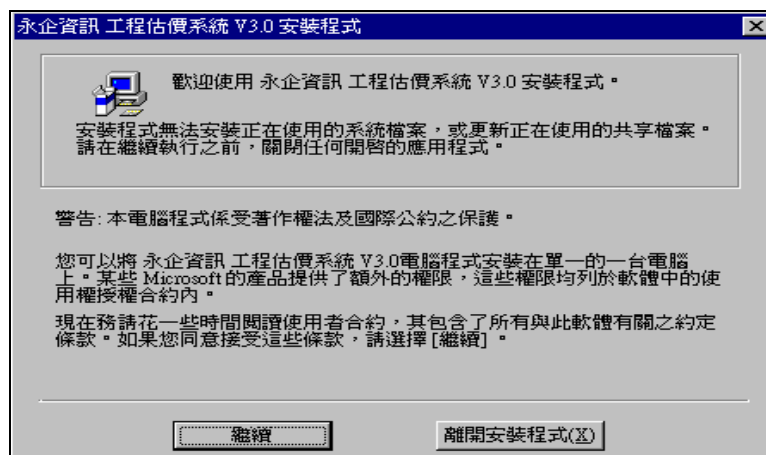 永企資訊 工程估價系統 V3.0 安裝程式
歡迎使用 永企資訊 工程估價系統 V3.0 安裝程式。
安裝程式無法安裝正在使用的系統檔案，或更新正在使用的共享檔案。
請在繼續執行之前，關閉任何開啓的應用程式。
警告: 本電腦程式係受著作權法及國際公約之保護。
您可以將 永企資訊 工程估價系統 V3.0電腦程式安裝在單一的一台電腦
上。某些 Microsoft 的產品提供了額外的權限，這些權限均列於軟體中的使
用權授權合約內。
現在務請花一些時間閱讀使用者合約，其包含了所有與此軟體有關之約定
條款。如果您同意接受這些條款，請選擇 [繼續] 。
繼續
離開安裝程式(X)